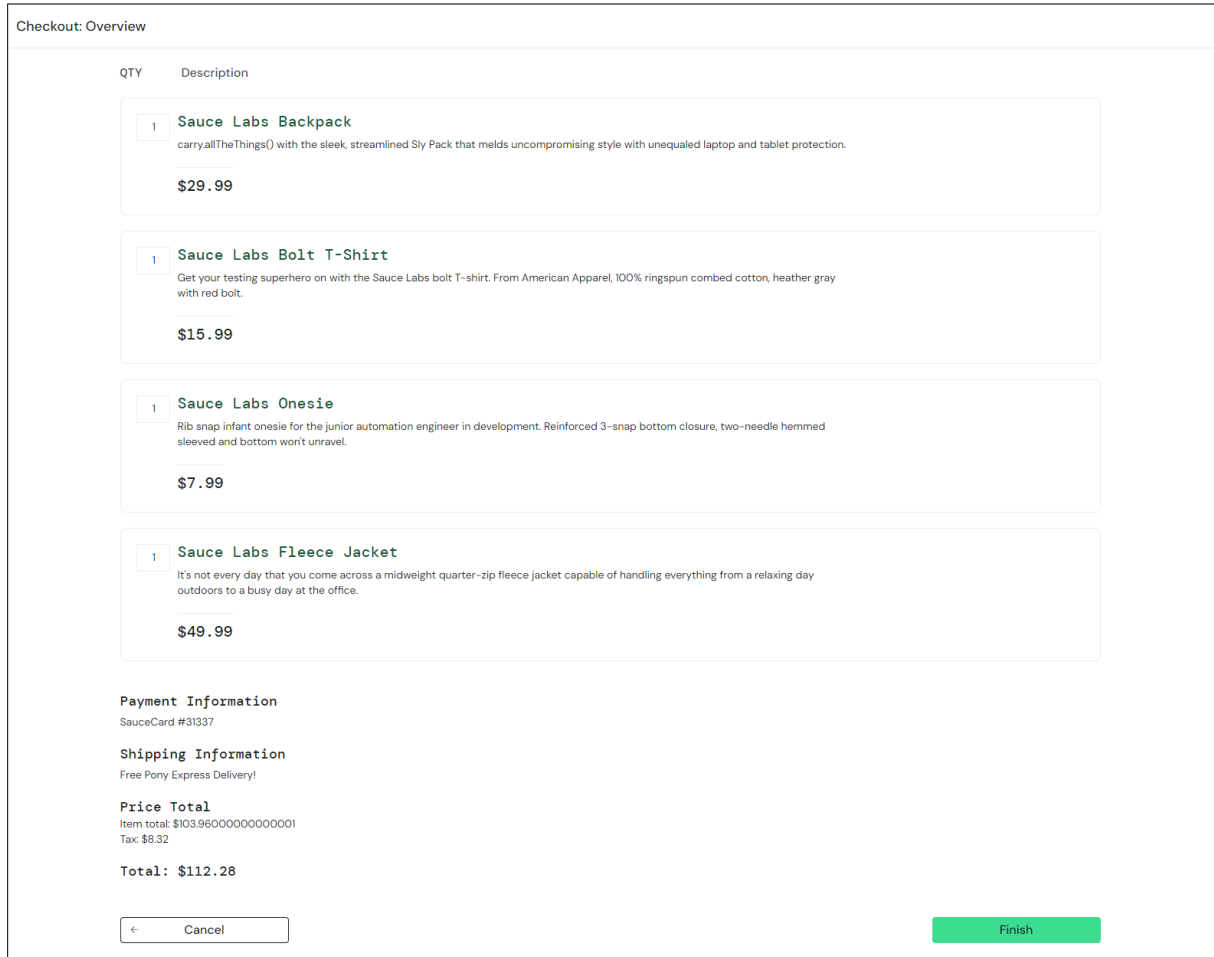 Checkout: Overview
QTY Description
1 Sauce Labs Backpack
carry.allTheThings() with the sleek, streamlined Sly Pack that melds uncompromising style with unequaled laptop and tablet protection.
$29.99
1 Sauce Labs Bolt T-Shirt
Get your testing superhero on with the Sauce Labs bolt T-shirt. From American Apparel, 100% ringspun combed cotton, heather gray
with red bolt.
$15.99
1 Sauce Labs Onesie
Rib snap infant onesie for the junior automation engineer in development. Reinforced 3-snap bottom closure, two-needle hemmed
sleeved and bottom won't unravel.
$7.99
1 Sauce Labs Fleece Jacket
It's not every day that you come across a midweight quarter-zip fleece jacket capable of handling everything from a relaxing day
outdoors to a busy day at the office.
$49.99
Payment Information
SauceCard #31337
Shipping Information
Free Pony Express Delivery!
Price Total
Item total: $103.96000000000001
Tax: $8.32
Total: $112.28
Cancel Finish